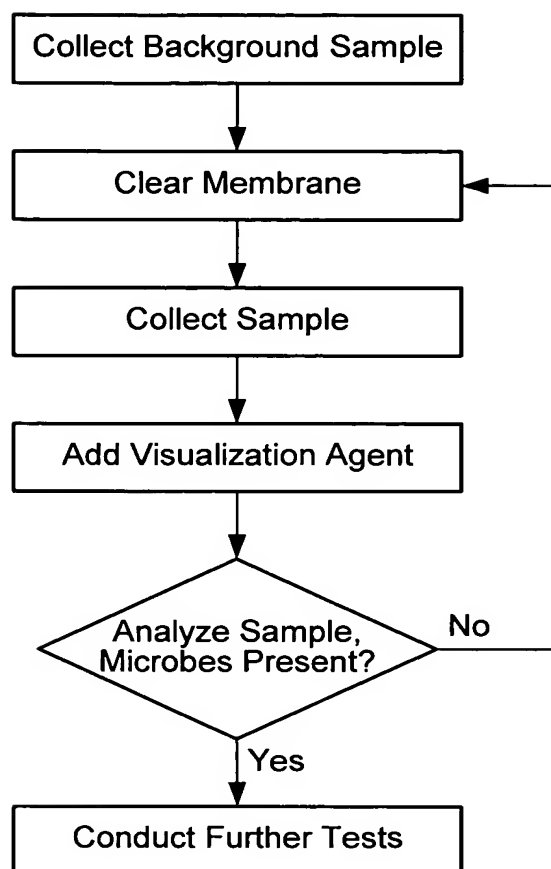 Collect Background Sample
Clear Membrane
Collect Sample
Add Visualization Agent
Analyze Sample,
Microbes Present?
No
Yes
Conduct Further Tests